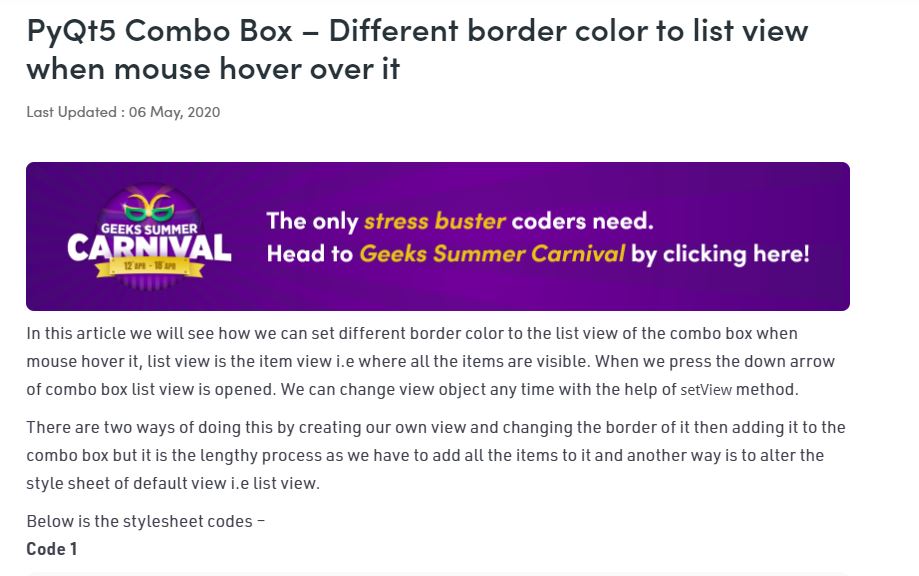 PyQt5 Combo Box – Different border color to list view
when mouse hover over it
Last Updated : 06 May, 2020
GEEKS SUMMER
CARNIVAL
12 APR - 16 APR
The only stress buster coders need.
Head to Geeks Summer Carnival by clicking here!
In this article we will see how we can set different border color to the list view of the combo box when
mouse hover it, list view is the item view i.e where all the items are visible. When we press the down arrow
of combo box list view is opened. We can change view object any time with the help of setView method.
There are two ways of doing this by creating our own view and changing the border of it then adding it to the
combo box but it is the lengthy process as we have to add all the items to it and another way is to alter the
style sheet of default view i.e list view.
Below is the stylesheet codes –
Code 1